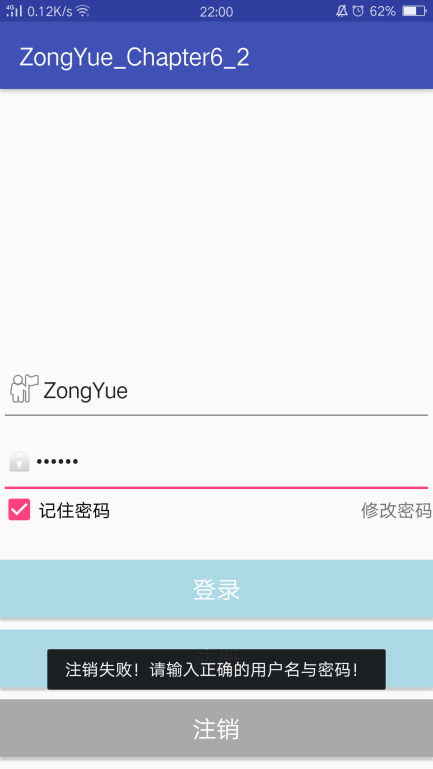 4G 0.12K/s 22:00 62%
ZongYue_Chapter6_2
ZongYue
••••••
记住密码 修改密码
登录
注销失败！请输入正确的用户名与密码！
注销